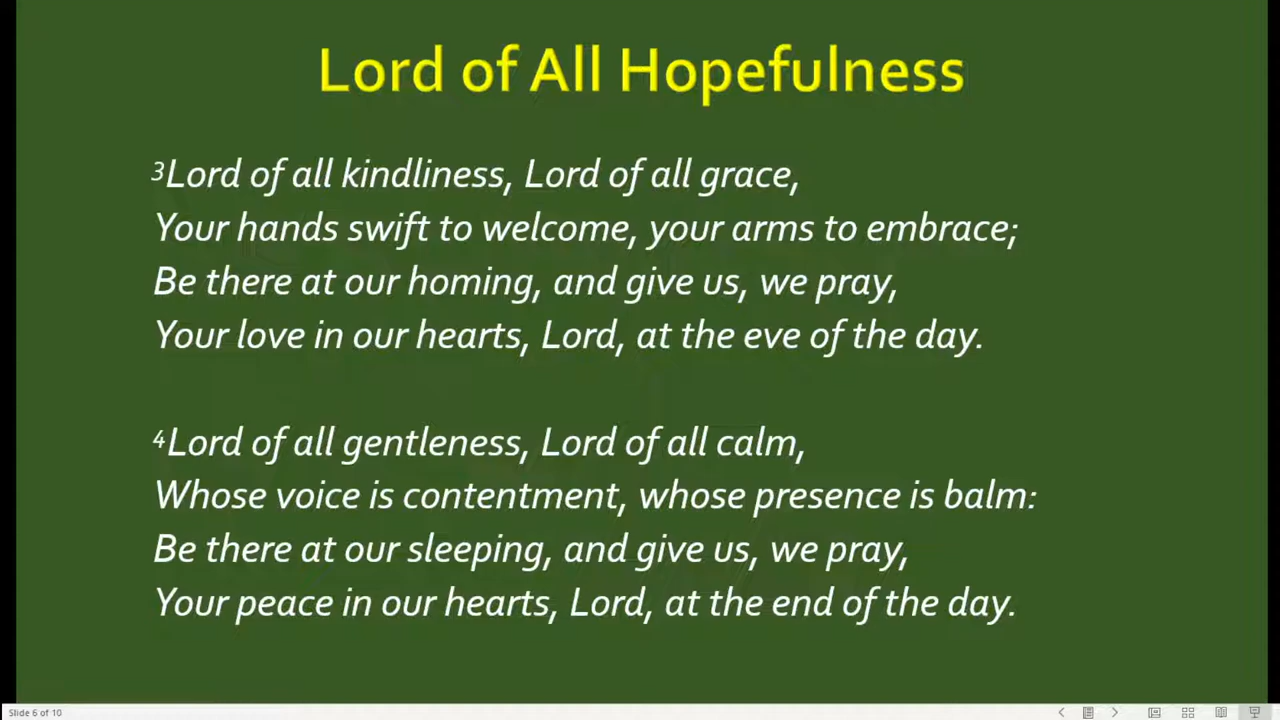 Lord of All Hopefulness
3Lord of all kindliness, Lord of all grace,
Your hands swift to welcome, your arms to embrace;
Be there at our homing, and give us, we pray,
Your love in our hearts, Lord, at the eve of the day.
4Lord of all gentleness, Lord of all calm,
Whose voice is contentment, whose presence is balm:
Be there at our sleeping, and give us, we pray,
Your peace in our hearts, Lord, at the end of the day.
Slide 6 of 10